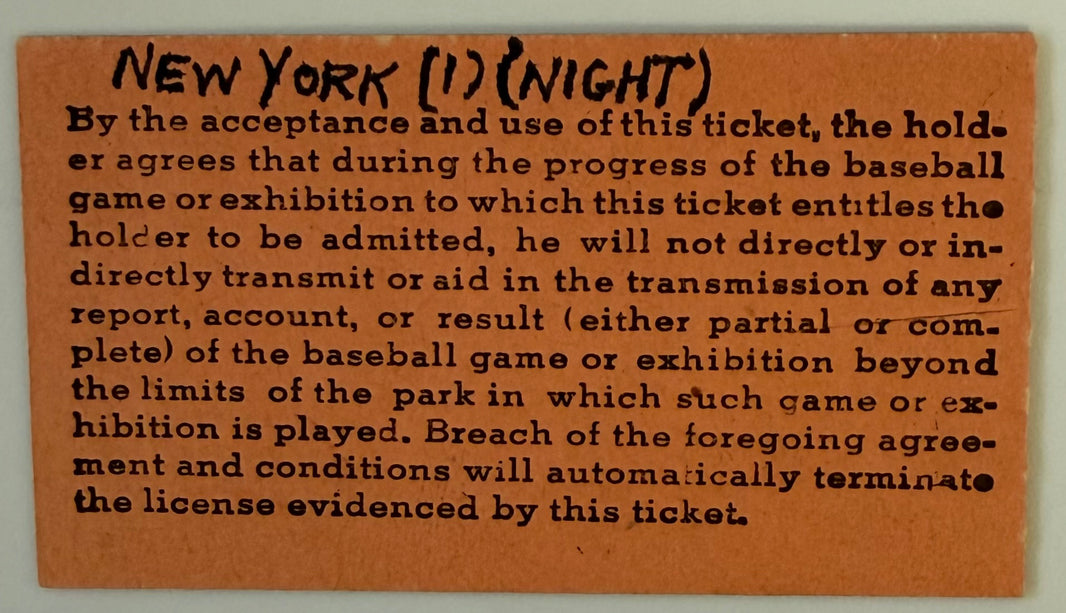 NEW YORK (1) (NIGHT)
By the acceptance and use of this ticket, the hold-
er agrees that during the progress of the baseball
game or exhibition to which this ticket entitles the
holder to be admitted, he will not directly or in-
directly transmit or aid in the transmission of any
report, account, or result (either partial or com-
plete) of the baseball game or exhibition beyond
the limits of the park in which such game or ex-
hibition is played. Breach of the foregoing agree-
ment and conditions will automatically terminate
the license evidenced by this ticket.